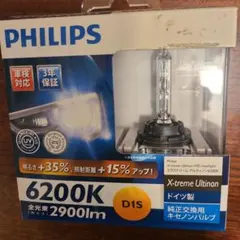 PHILIPS
車検
対応
3年
保証
明るさ+35%、照射距離+15%アップ!
6200K
全光束
2900lm
D1S
X-treme Ultinon
ドイツ製
純正交換用
キセノンバルブ